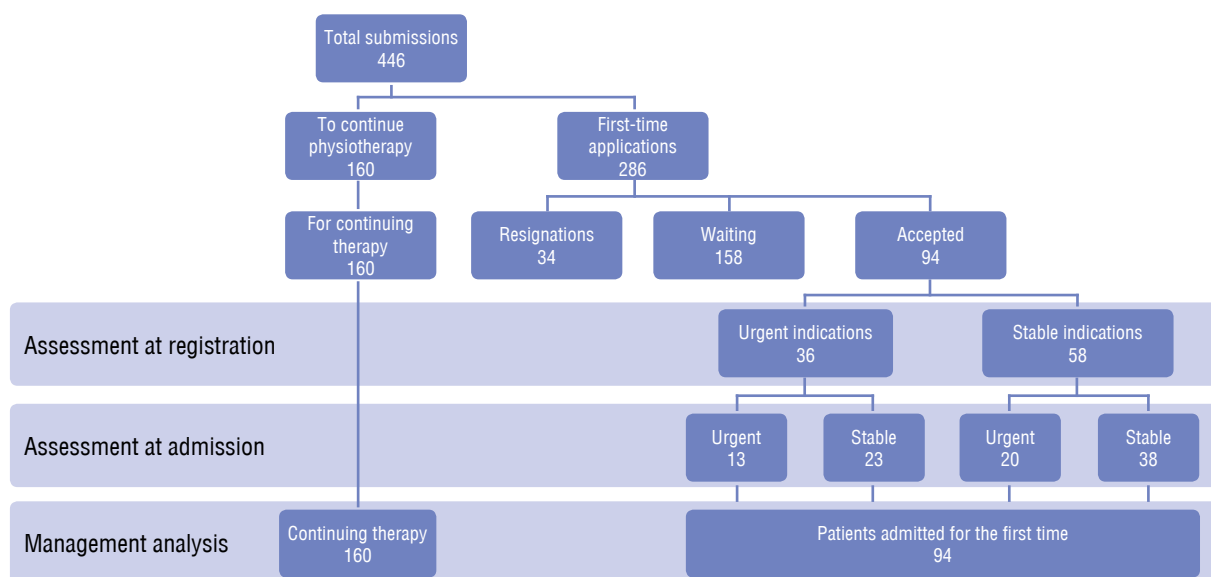 Total submissions
446
To continue
physiotherapy
160
First-time
applications
286
For continuing
therapy
160
Resignations
34
Waiting
158
Accepted
94
Assessment at registration
Urgent indications
36
Stable indications
58
Assessment at admission
Urgent
13
Stable
23
Urgent
20
Stable
38
Management analysis
Continuing therapy
160
Patients admitted for the first time
94